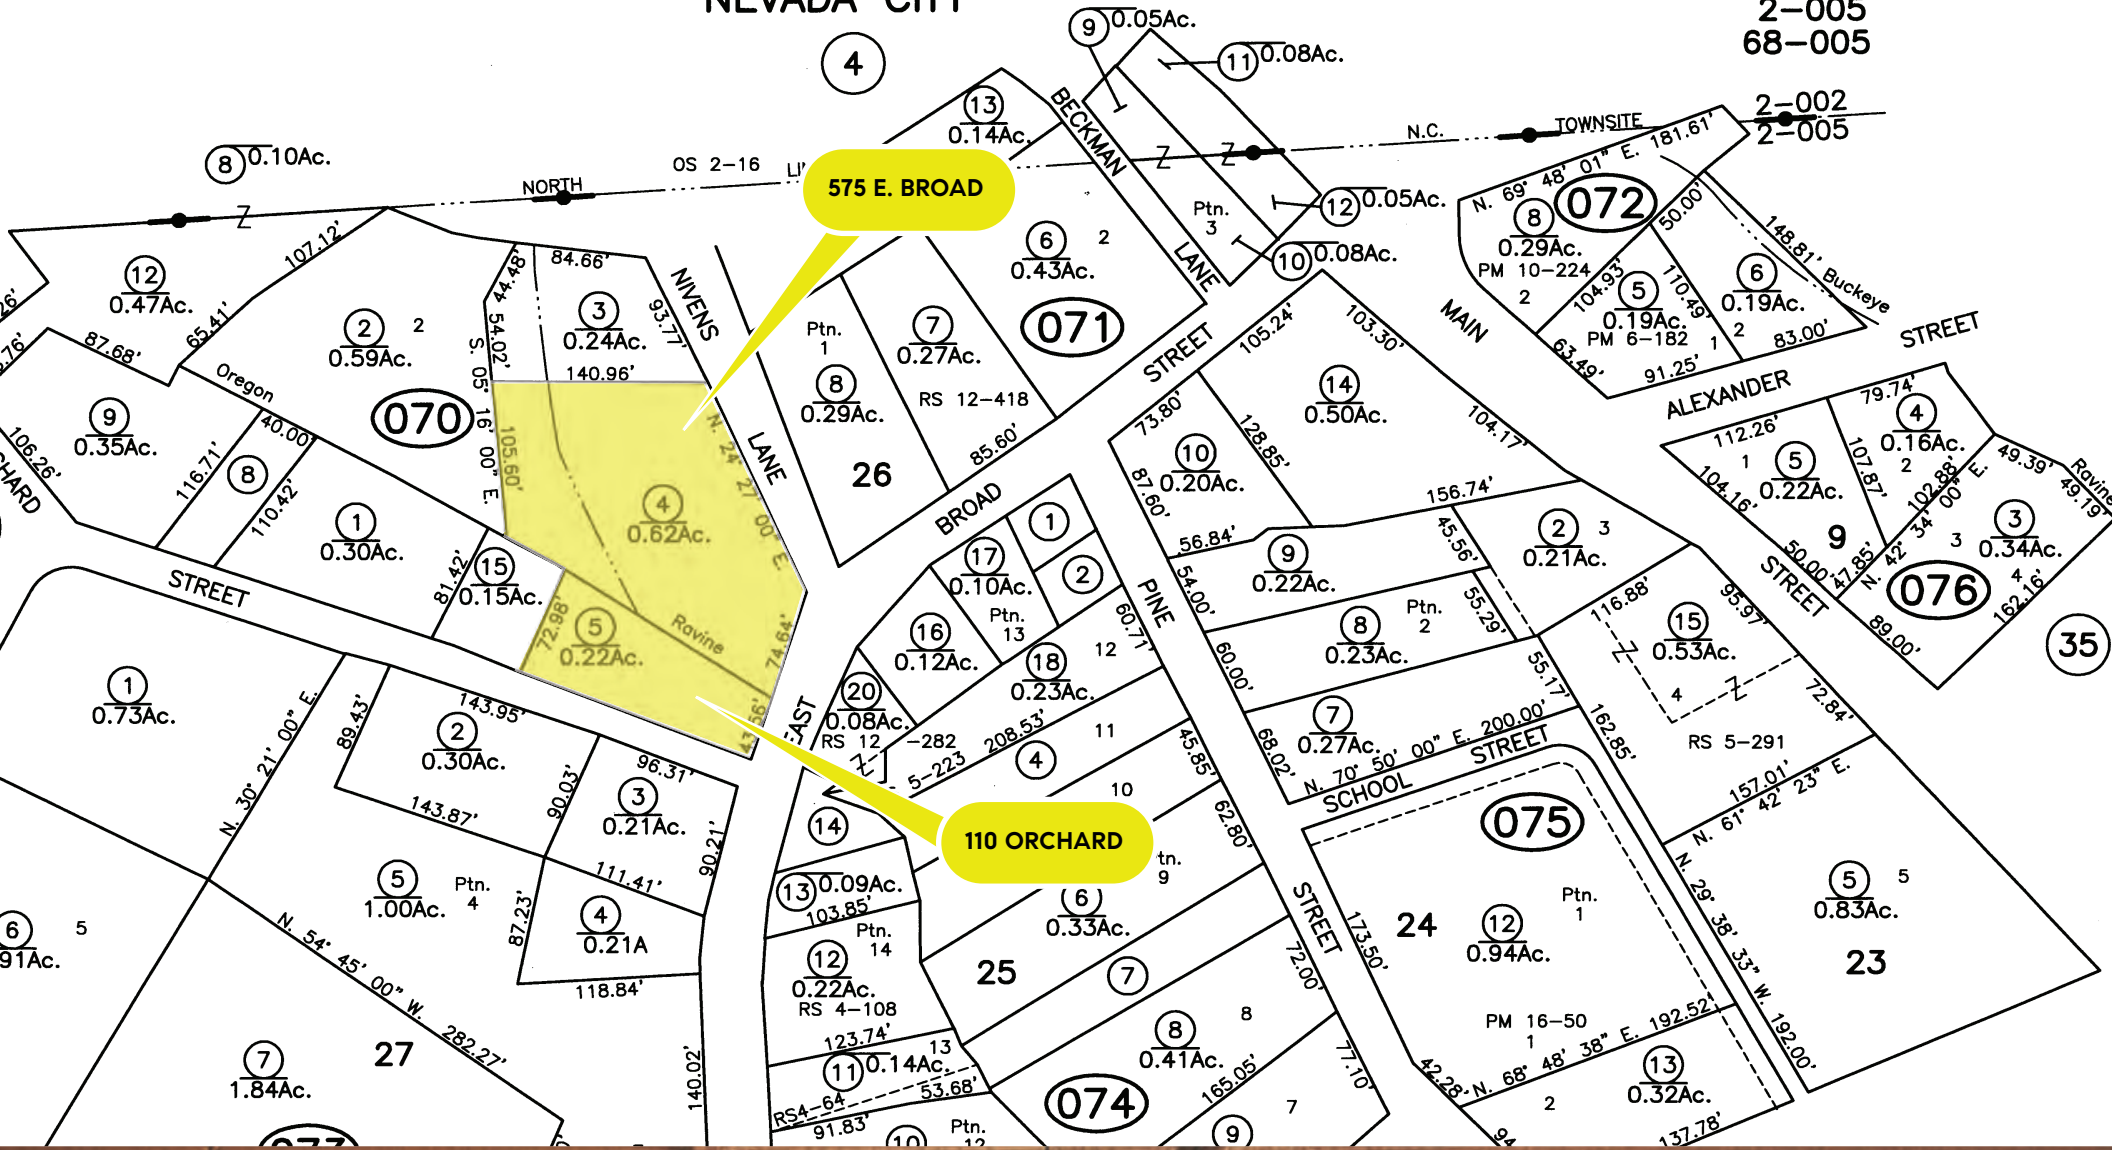 NEVADA CITY
4
2-005
68-005
2-002
2-005
9 0.05Ac.
11 0.08Ac.
13
0.14Ac.
BECKMAN
LANE
N.C.
TOWNSITE
OS 2-16
NORTH
Z
Z
Z
8 0.10Ac.
575 E. BROAD
12 0.05Ac.
10 0.08Ac.
Ptn.
3
N. 69° 48' 01" E. 181.61'
072
8
0.29Ac.
PM 10-224
2
50.00'
148.81'
Buckeye
104.93'
110.49'
5
0.19Ac.
PM 6-182
1
6
0.19Ac.
2
83.00'
63.49'
91.25'
MAIN
STREET
ALEXANDER
STREET
12
0.47Ac.
107.12'
65.41'
87.68'
2
0.59Ac.
2
Oregon
070
44.48'
54.02'
S. 05° 16' 00" E.
84.66'
3
0.24Ac.
93.77'
NIVENS
LANE
140.96'
105.60'
N. 24° 27' 00" E.
4
0.62Ac.
Ptn.
1
8
0.29Ac.
7
0.27Ac.
RS 12-418
6
0.43Ac.
2
071
26
85.60'
BROAD
STREET
105.24'
103.30'
14
0.50Ac.
104.17'
73.80'
128.85'
10
0.20Ac.
87.60'
156.74'
56.84'
112.26'
79.74'
1
5
0.22Ac.
107.87'
4
0.16Ac.
2
102.88'
N. 42° 34' 00" E.
49.39'
Ravine
49.19'
104.16'
9
50.00'
47.85'
3
3
0.34Ac.
4
076
162.16'
89.00'
35
9
0.35Ac.
106.26'
8
40.00'
116.71'
110.42'
1
0.30Ac.
81.42'
15
0.15Ac.
72.98'
5
0.22Ac.
Ravine
74.64'
STREET
EAST
17
0.10Ac.
1
2
Ptn.
13
16
0.12Ac.
60.71'
PINE
STREET
18
0.23Ac.
12
20
0.08Ac.
RS 12
-282
5-223
208.53'
11
4
10
45.85'
62.80'
54.00'
9
0.22Ac.
45.56'
2
0.21Ac.
3
8
0.23Ac.
Ptn.
2
55.29'
60.00'
55.17'
7
0.27Ac.
68.02'
N. 70° 50' 00" E. 200.00'
SCHOOL
STREET
162.85'
116.88'
95.97'
15
0.53Ac.
Z
Z
4
72.84'
RS 5-291
157.01'
N. 61° 42' 23" E.
1
0.73Ac.
N. 30° 21' 00" E.
89.43'
143.95'
2
0.30Ac.
143.87'
90.03'
96.31'
3
0.21Ac.
90.21'
111.41'
5
1.00Ac.
Ptn.
4
87.23'
4
0.21A
118.84'
6
91Ac.
5
N. 54° 45' 00" W. 282.27'
27
7
1.84Ac.
140.02'
110 ORCHARD
14
13 0.09Ac.
103.85'
12
0.22Ac.
Ptn.
14
RS 4-108
123.74'
13
11 0.14Ac.
53.68'
RS4-64
91.83'
Ptn.
9
6
0.33Ac.
25
7
72.00'
8
0.41Ac.
8
074
165.05'
77.10'
7
9
075
24
173.50'
12
0.94Ac.
Ptn.
1
PM 16-50
1
N. 68° 48' 38" E. 192.52'
42.28'
2
13
0.32Ac.
137.78'
N. 29° 38' 33" W. 192.00'
5
0.83Ac.
5
23